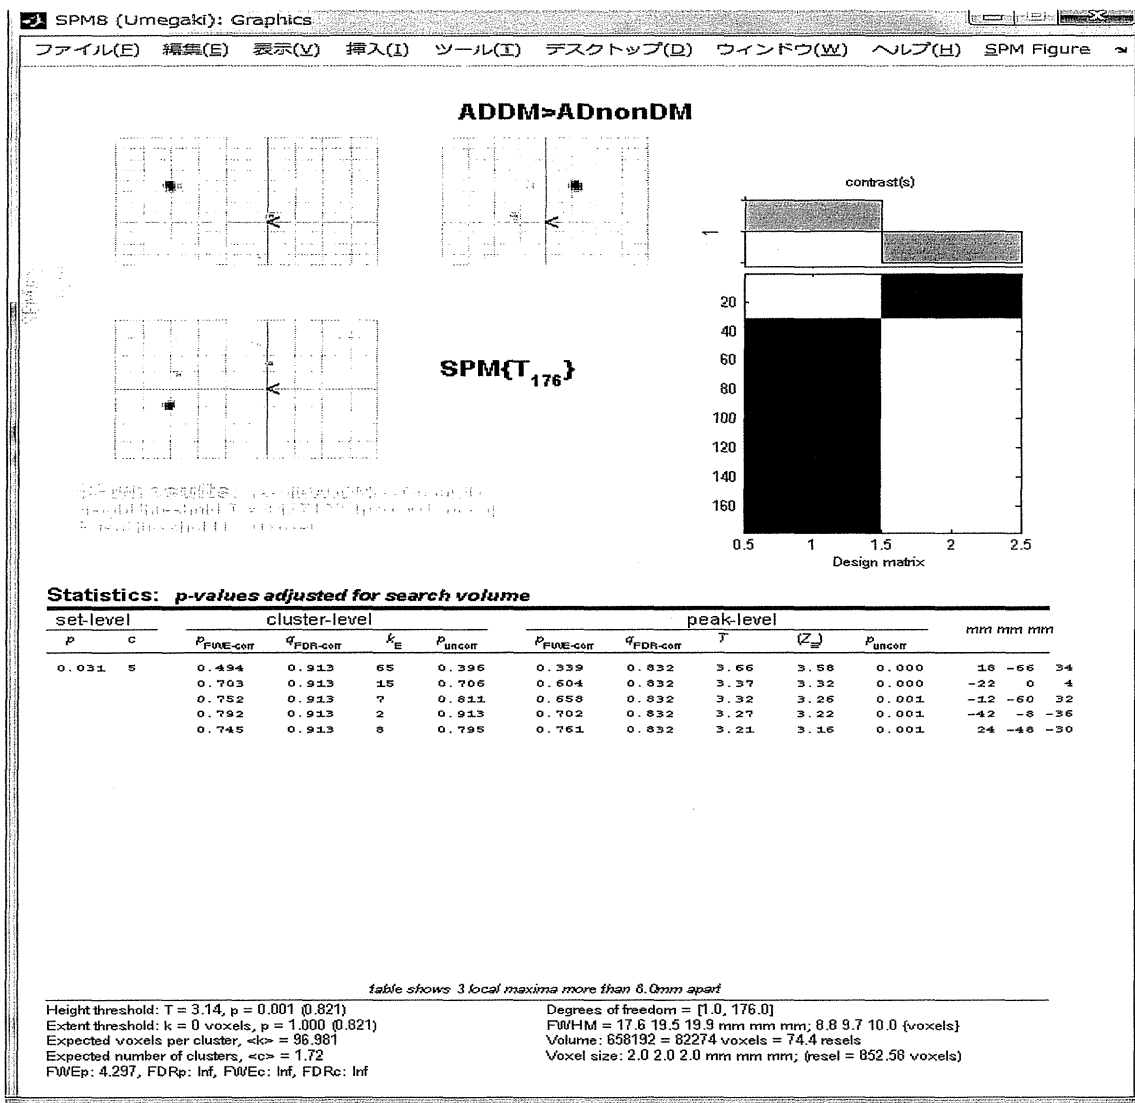 SPM8 (Umegaki): Graphics
ファイル(F) 編集(E) 表示(V) 挿入(I) ツール(T) デスクトップ(D) ウィンドウ(W) ヘルプ(H) SPM Figure
ADDM>ADnonDM
contrast(s)
1
SPM{T176}
20
40
60
80
100
120
140
160
0.5 1 1.5 2 2.5
Design matrix
Statistics: p-values adjusted for search volume
set-level cluster-level peak-level mm mm mm
p c pFWE-corr qFDR-corr kE puncorr pFWE-corr qFDR-corr T (Z≡) puncorr
0.031 5 0.494 0.913 65 0.396 0.339 0.832 3.66 3.58 0.000 18 -66 34
0.703 0.913 15 0.706 0.604 0.832 3.37 3.32 0.000 -22 0 4
0.752 0.913 7 0.811 0.658 0.832 3.32 3.26 0.001 -12 -60 32
0.792 0.913 2 0.913 0.702 0.832 3.27 3.22 0.001 -42 -8 -36
0.745 0.913 8 0.795 0.761 0.832 3.21 3.16 0.001 24 -48 -30
table shows 3 local maxima more than 8.0mm apart
Height threshold: T = 3.14, p = 0.001 (0.821)
Extent threshold: k = 0 voxels, p = 1.000 (0.821)
Expected voxels per cluster, <k> = 96.981
Expected number of clusters, <c> = 1.72
FWEp: 4.297, FDRp: Inf, FWEc: Inf, FDRc: Inf
Degrees of freedom = [1.0, 176.0]
FWHM = 17.6 19.5 19.9 mm mm mm; 8.8 9.7 10.0 {voxels}
Volume: 658192 = 82274 voxels = 74.4 resels
Voxel size: 2.0 2.0 2.0 mm mm mm; (resel = 852.58 voxels)